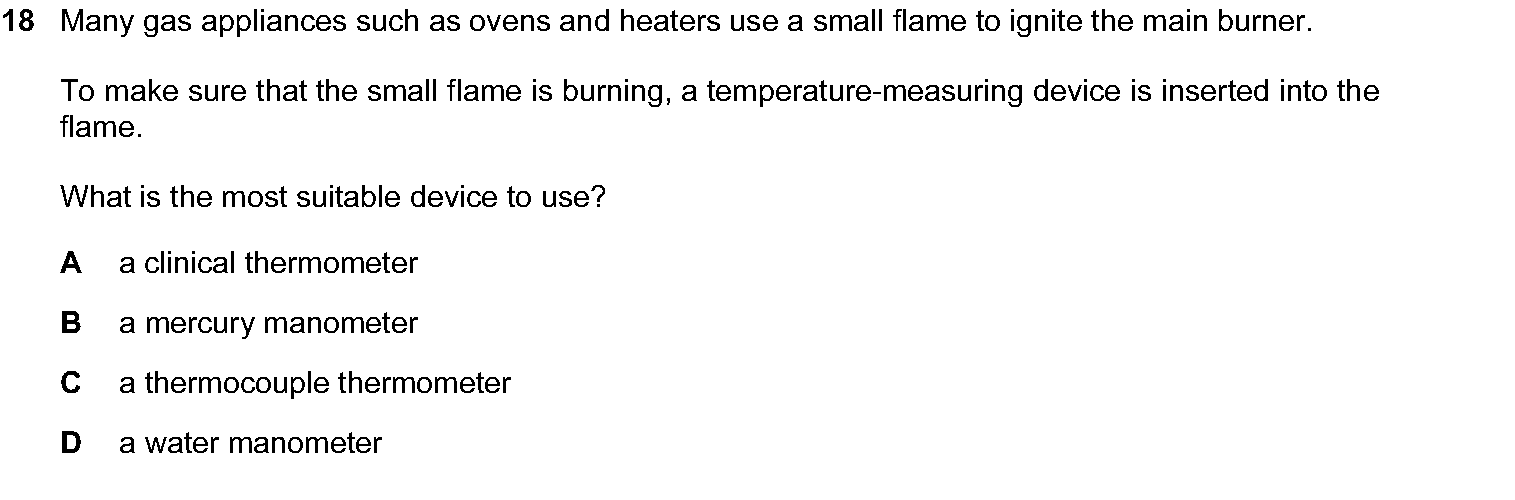 18 Many gas appliances such as ovens and heaters use a small flame to ignite the main burner.
To make sure that the small flame is burning, a temperature-measuring device is inserted into the
flame.
What is the most suitable device to use?
A a clinical thermometer
B a mercury manometer
C a thermocouple thermometer
D a water manometer